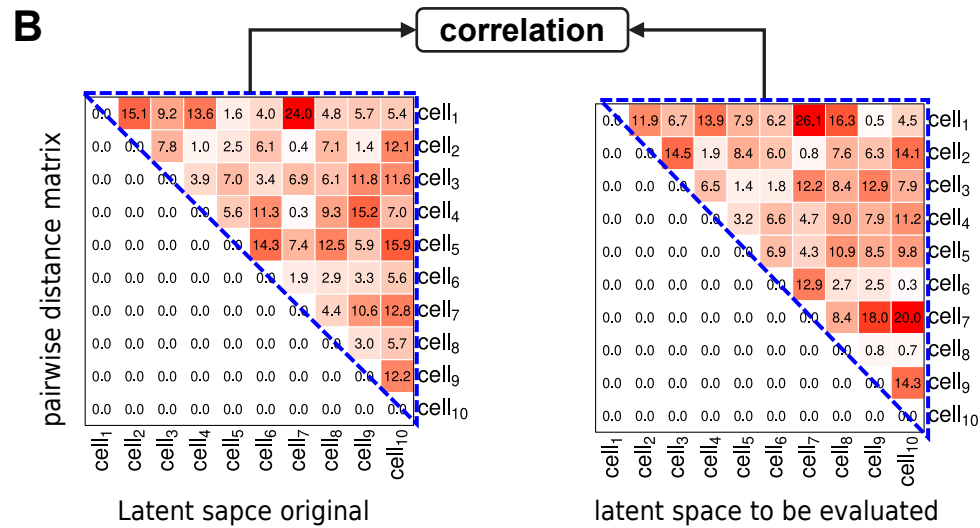 B
correlation
pairwise distance matrix
0.0 15.1 9.2 13.6 1.6 4.0 24.0 4.8 5.7 5.4 cell1
0.0 0.0 7.8 1.0 2.5 6.1 0.4 7.1 1.4 12.1 cell2
0.0 0.0 0.0 3.9 7.0 3.4 6.9 6.1 11.8 11.6 cell3
0.0 0.0 0.0 0.0 5.6 11.3 0.3 9.3 15.2 7.0 cell4
0.0 0.0 0.0 0.0 0.0 14.3 7.4 12.5 5.9 15.9 cell5
0.0 0.0 0.0 0.0 0.0 0.0 1.9 2.9 3.3 5.6 cell6
0.0 0.0 0.0 0.0 0.0 0.0 0.0 4.4 10.6 12.8 cell7
0.0 0.0 0.0 0.0 0.0 0.0 0.0 0.0 3.0 5.7 cell8
0.0 0.0 0.0 0.0 0.0 0.0 0.0 0.0 0.0 12.2 cell9
0.0 0.0 0.0 0.0 0.0 0.0 0.0 0.0 0.0 0.0 cell10
cell1 cell2 cell3 cell4 cell5 cell6 cell7 cell8 cell9 cell10
Latent sapce original
0.0 11.9 6.7 13.9 7.9 6.2 26.1 16.3 0.5 4.5 cell1
0.0 0.0 14.5 1.9 8.4 6.0 0.8 7.6 6.3 14.1 cell2
0.0 0.0 0.0 6.5 1.4 1.8 12.2 8.4 12.9 7.9 cell3
0.0 0.0 0.0 0.0 3.2 6.6 4.7 9.0 7.9 11.2 cell4
0.0 0.0 0.0 0.0 0.0 6.9 4.3 10.9 8.5 9.8 cell5
0.0 0.0 0.0 0.0 0.0 0.0 12.9 2.7 2.5 0.3 cell6
0.0 0.0 0.0 0.0 0.0 0.0 0.0 8.4 18.0 20.0 cell7
0.0 0.0 0.0 0.0 0.0 0.0 0.0 0.0 0.8 0.7 cell8
0.0 0.0 0.0 0.0 0.0 0.0 0.0 0.0 0.0 14.3 cell9
0.0 0.0 0.0 0.0 0.0 0.0 0.0 0.0 0.0 0.0 cell10
cell1 cell2 cell3 cell4 cell5 cell6 cell7 cell8 cell9 cell10
latent space to be evaluated